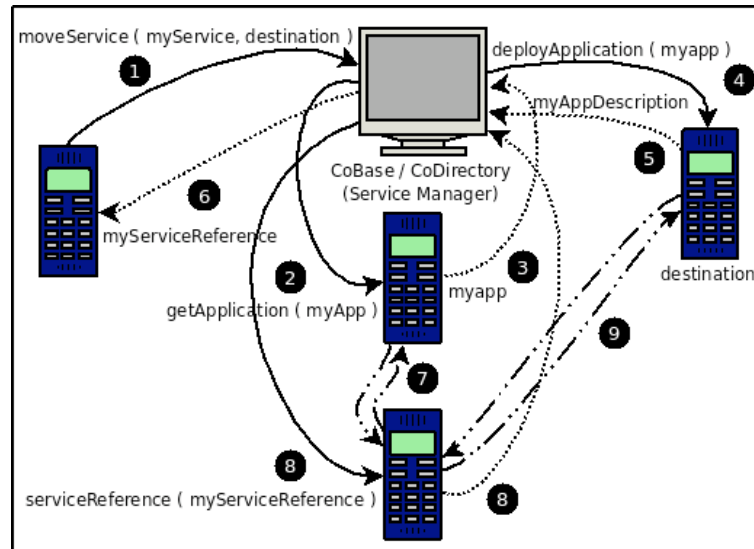 moveService ( myService, destination )
deployApplication ( myapp )
1
4
myAppDescription
5
CoBase / CoDirectory
(Service Manager)
6
myServiceReference
destination
2
3
myapp
getApplication ( myApp )
9
7
8
serviceReference ( myServiceReference )
8